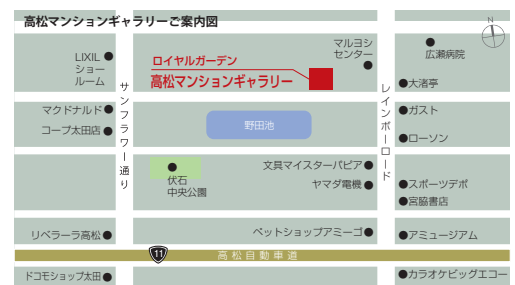 高松マンションギャラリーご案内図
N
マルヨシ
センター
広瀬病院
LIXIL
ショー
ルーム
ロイヤルガーデン
高松マンションギャラリー
大渚亭
サンフラワー通り
レインボーロード
マクドナルド
コープ太田店
野田池
ガスト
ローソン
伏石
中央公園
文具マイスターパピア
ヤマダ電機
スポーツデポ
宮脇書店
リベラーラ高松
ペットショップアミーゴ
アミュージアム
11
高松自動車道
ドコモショップ太田
カラオケビッグエコー